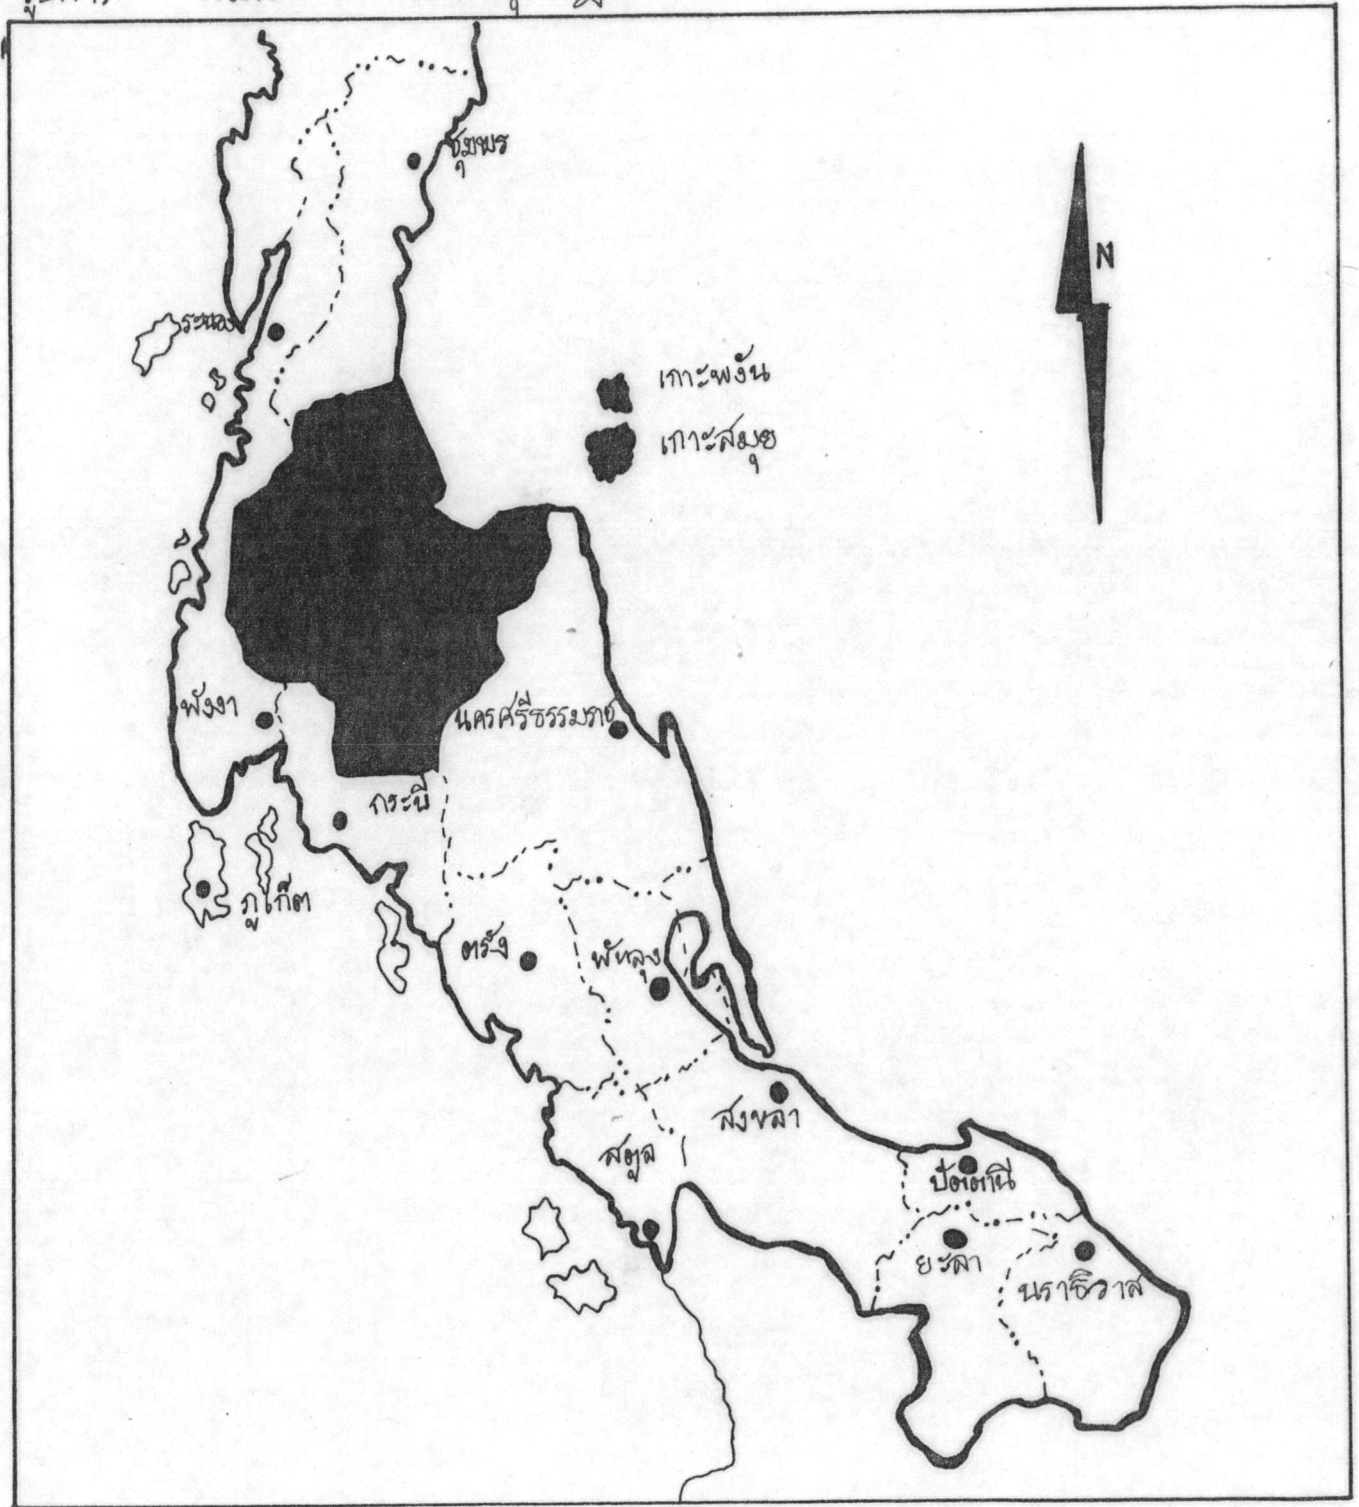 ชุมพร
N
ระนอง
เกาะพงัน
เกาะสมุย
พังงา
นครศรีธรรมราช
กระบี่
ภูเก็ต
ตรัง
พัทลุง
สงขลา
สตูล
ปัตตานี
ยะลา
นราธิวาส